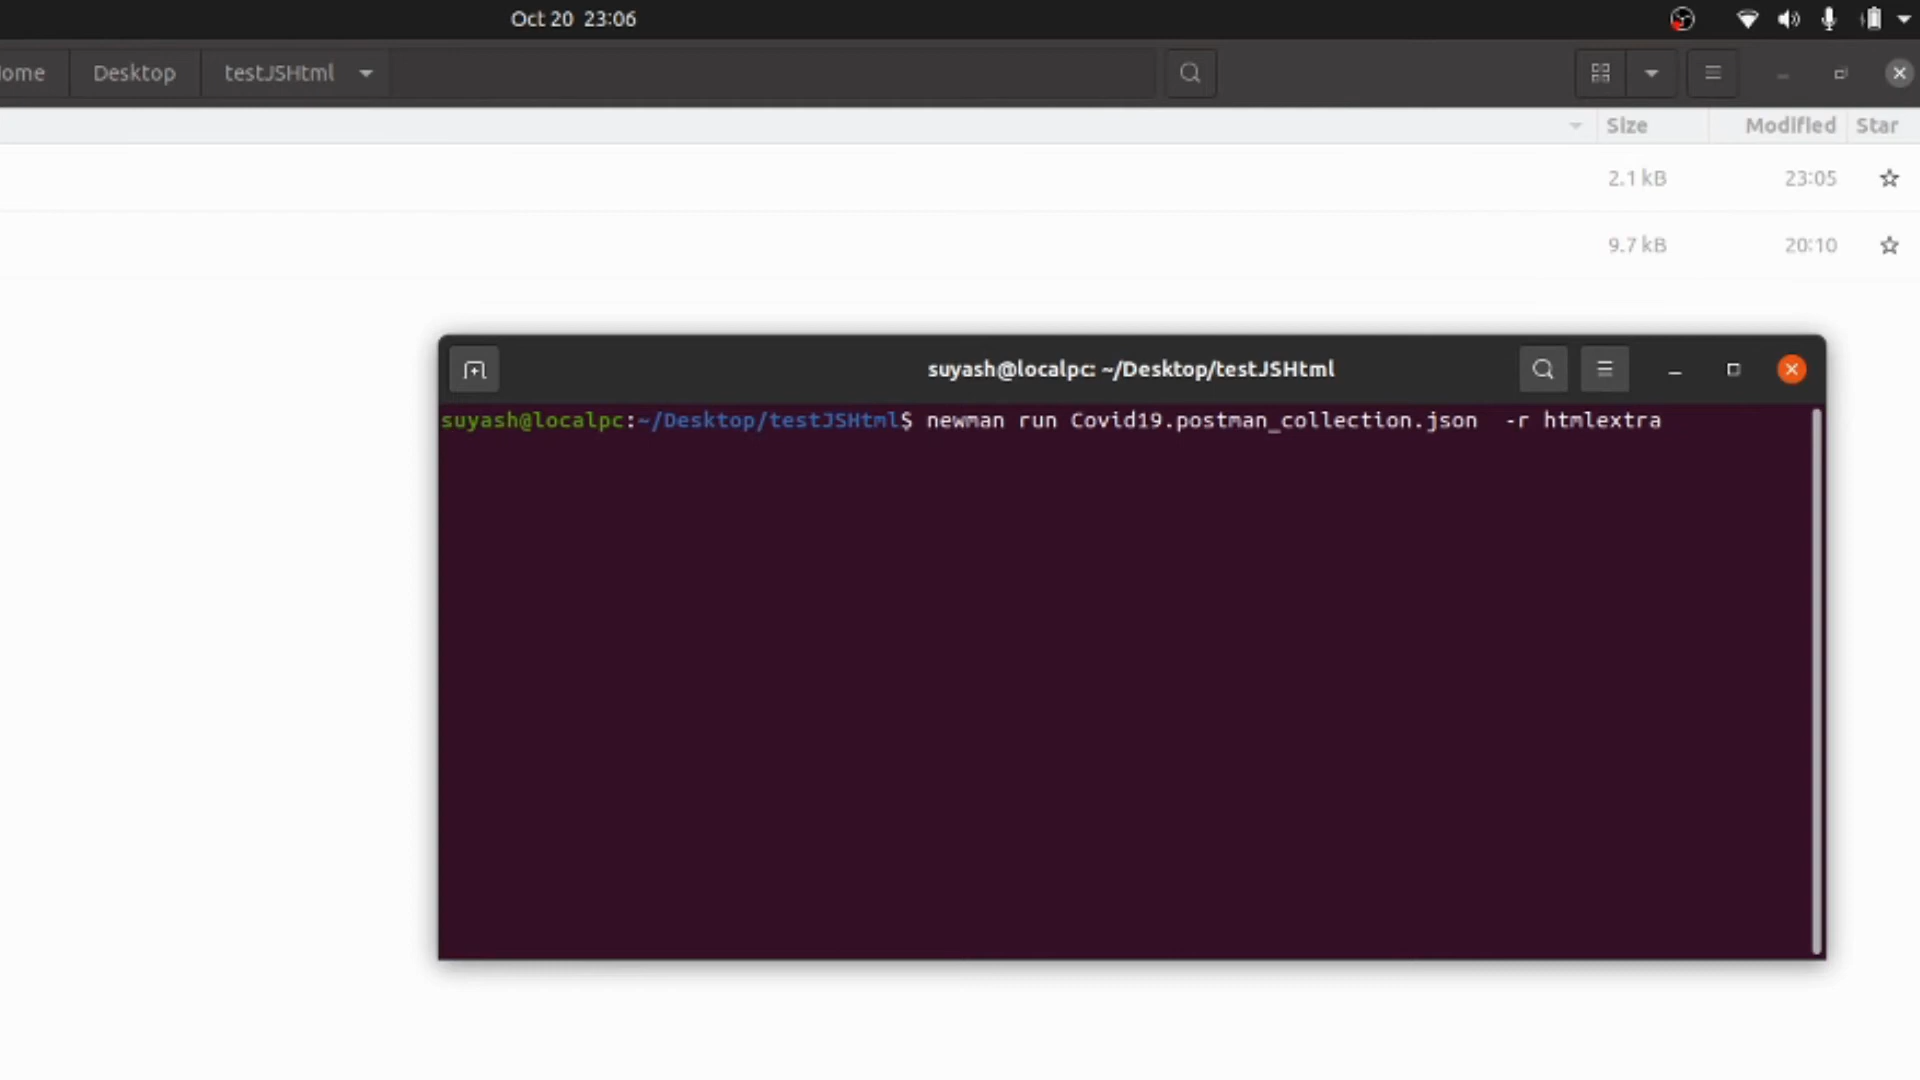 Oct 20 23:06
ome Desktop testJSHtml
Size Modified Star
2.1 kB 23:05
9.7 kB 20:10
suyash@localpc: ~/Desktop/testJSHtml
suyash@localpc:~/Desktop/testJSHtml$ newman run Covid19.postman_collection.json  -r htmlextra